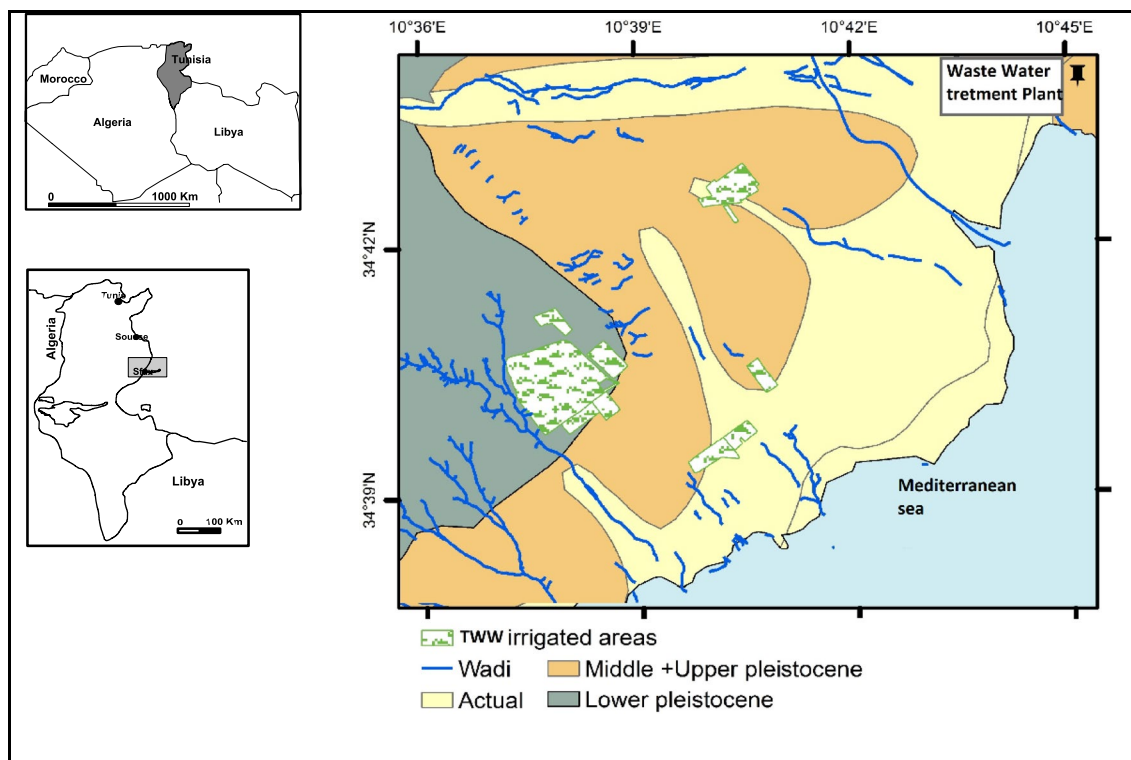 Morocco
Tunisia
Algeria
Libya
0 1000 Km
Algeria
Sousse
Sfax
Libya
0 100 Km
10°36'E 10°39'E 10°42'E 10°45'E
34°42'N
34°39'N
Waste Water
tretment Plant
Mediterranean
sea
TWW irrigated areas
Wadi
Middle +Upper pleistocene
Actual
Lower pleistocene